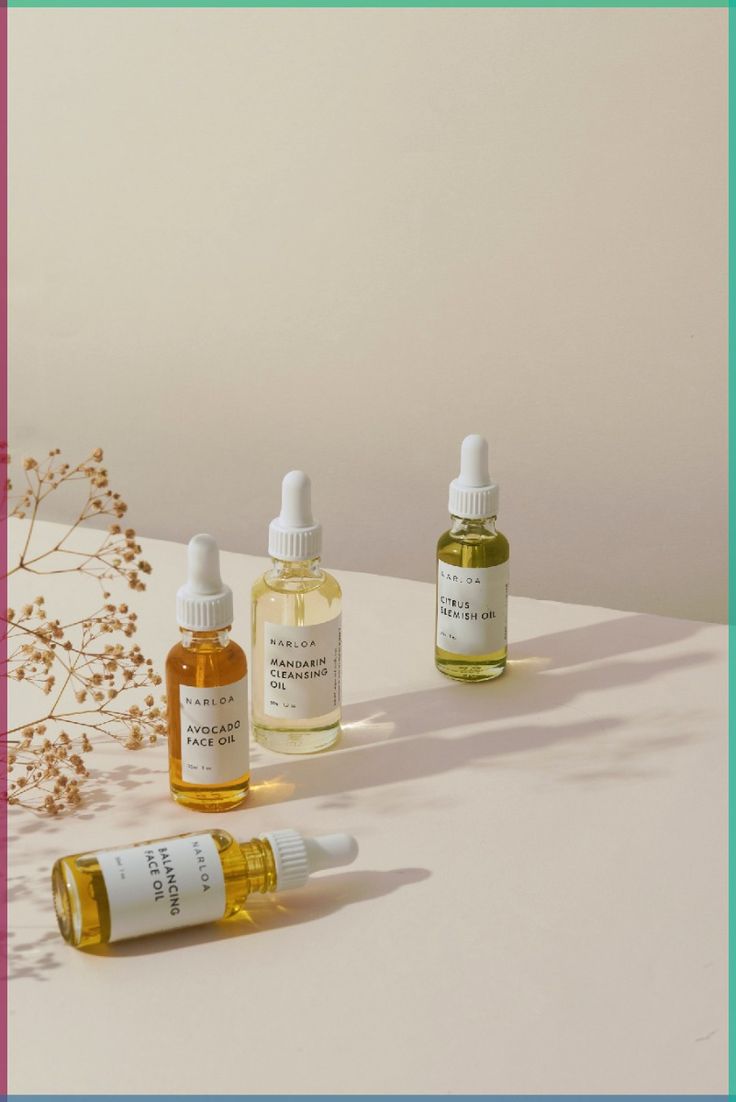 NARLOA
CITRUS
BLEMISH OIL
NARLOA
MANDARIN
CLEANSING
OIL
NARLOA
AVOCADO
FACE OIL
NARLOA
BALANCING
FACE OIL